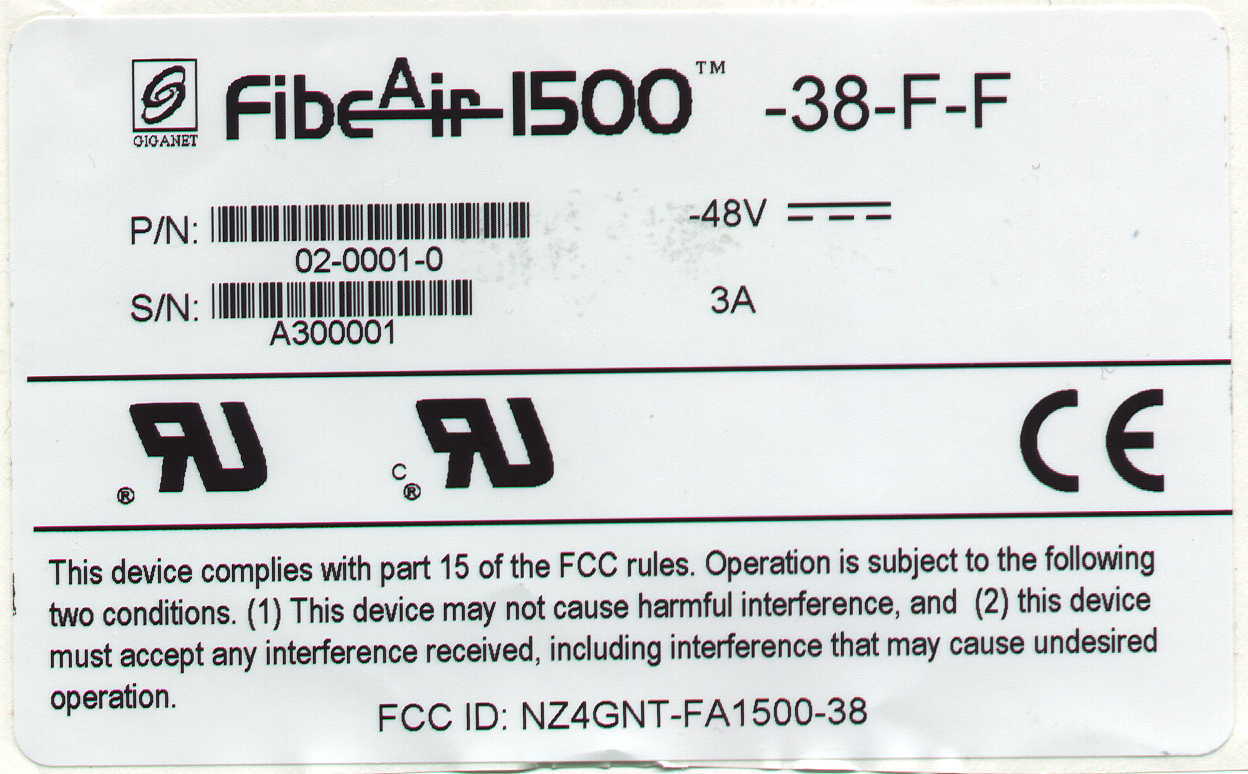 GIGANET
FibeAir 1500™ -38-F-F
P/N: -48V
02-0001-0
S/N: 3A
A300001
® RU C® RU CE
This device complies with part 15 of the FCC rules. Operation is subject to the following
two conditions. (1) This device may not cause harmful interference, and (2) this device
must accept any interference received, including interference that may cause undesired
operation.
FCC ID: NZ4GNT-FA1500-38